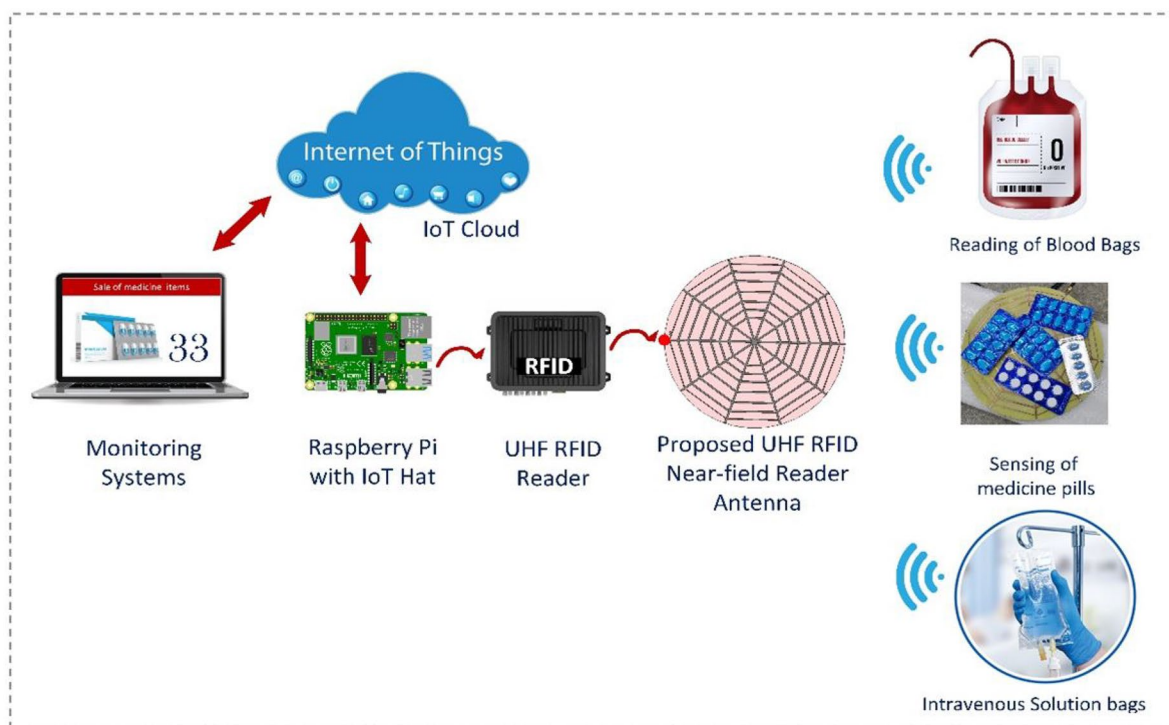 Internet of Things
IoT Cloud
Sale of medicine items
33
Monitoring
Systems
Raspberry Pi
with IoT Hat
RFID
UHF RFID
Reader
Proposed UHF RFID
Near-field Reader
Antenna
0
Reading of Blood Bags
Sensing of
medicine pills
Intravenous Solution bags